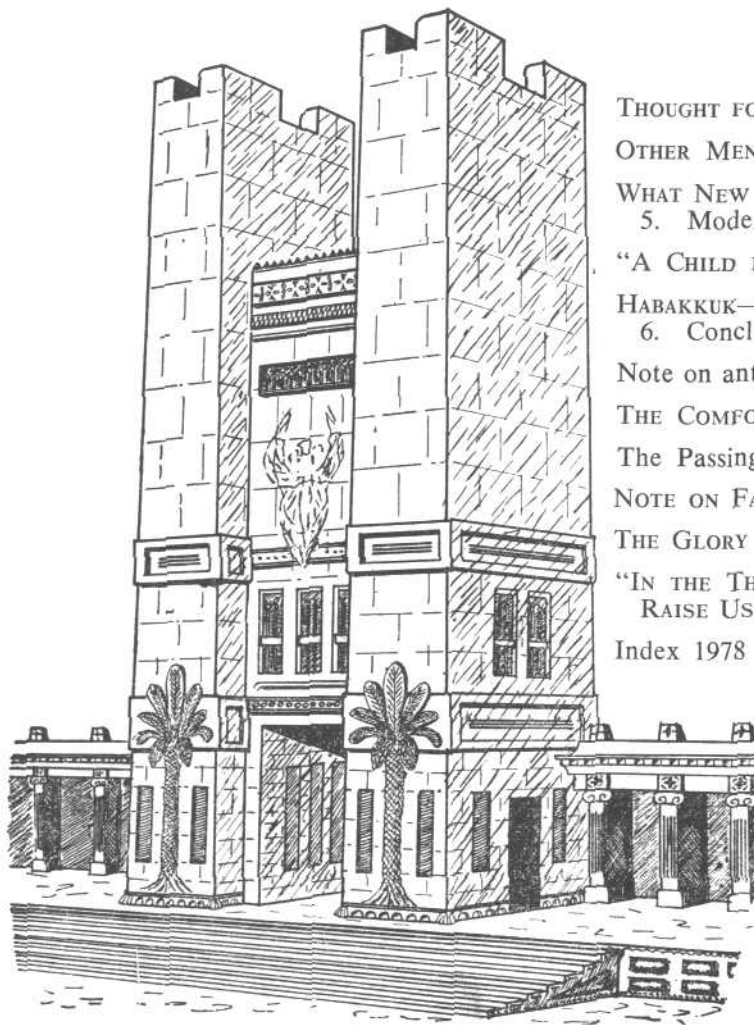 THOUGHT FO
OTHER MEN
WHAT NEW
5. Mode
"A CHILD
HABAKKUK—
6. Concl
Note on ant
THE COMFO
The Passing
NOTE ON FA
THE GLORY
"IN THE TH
RAISE US
Index 1978